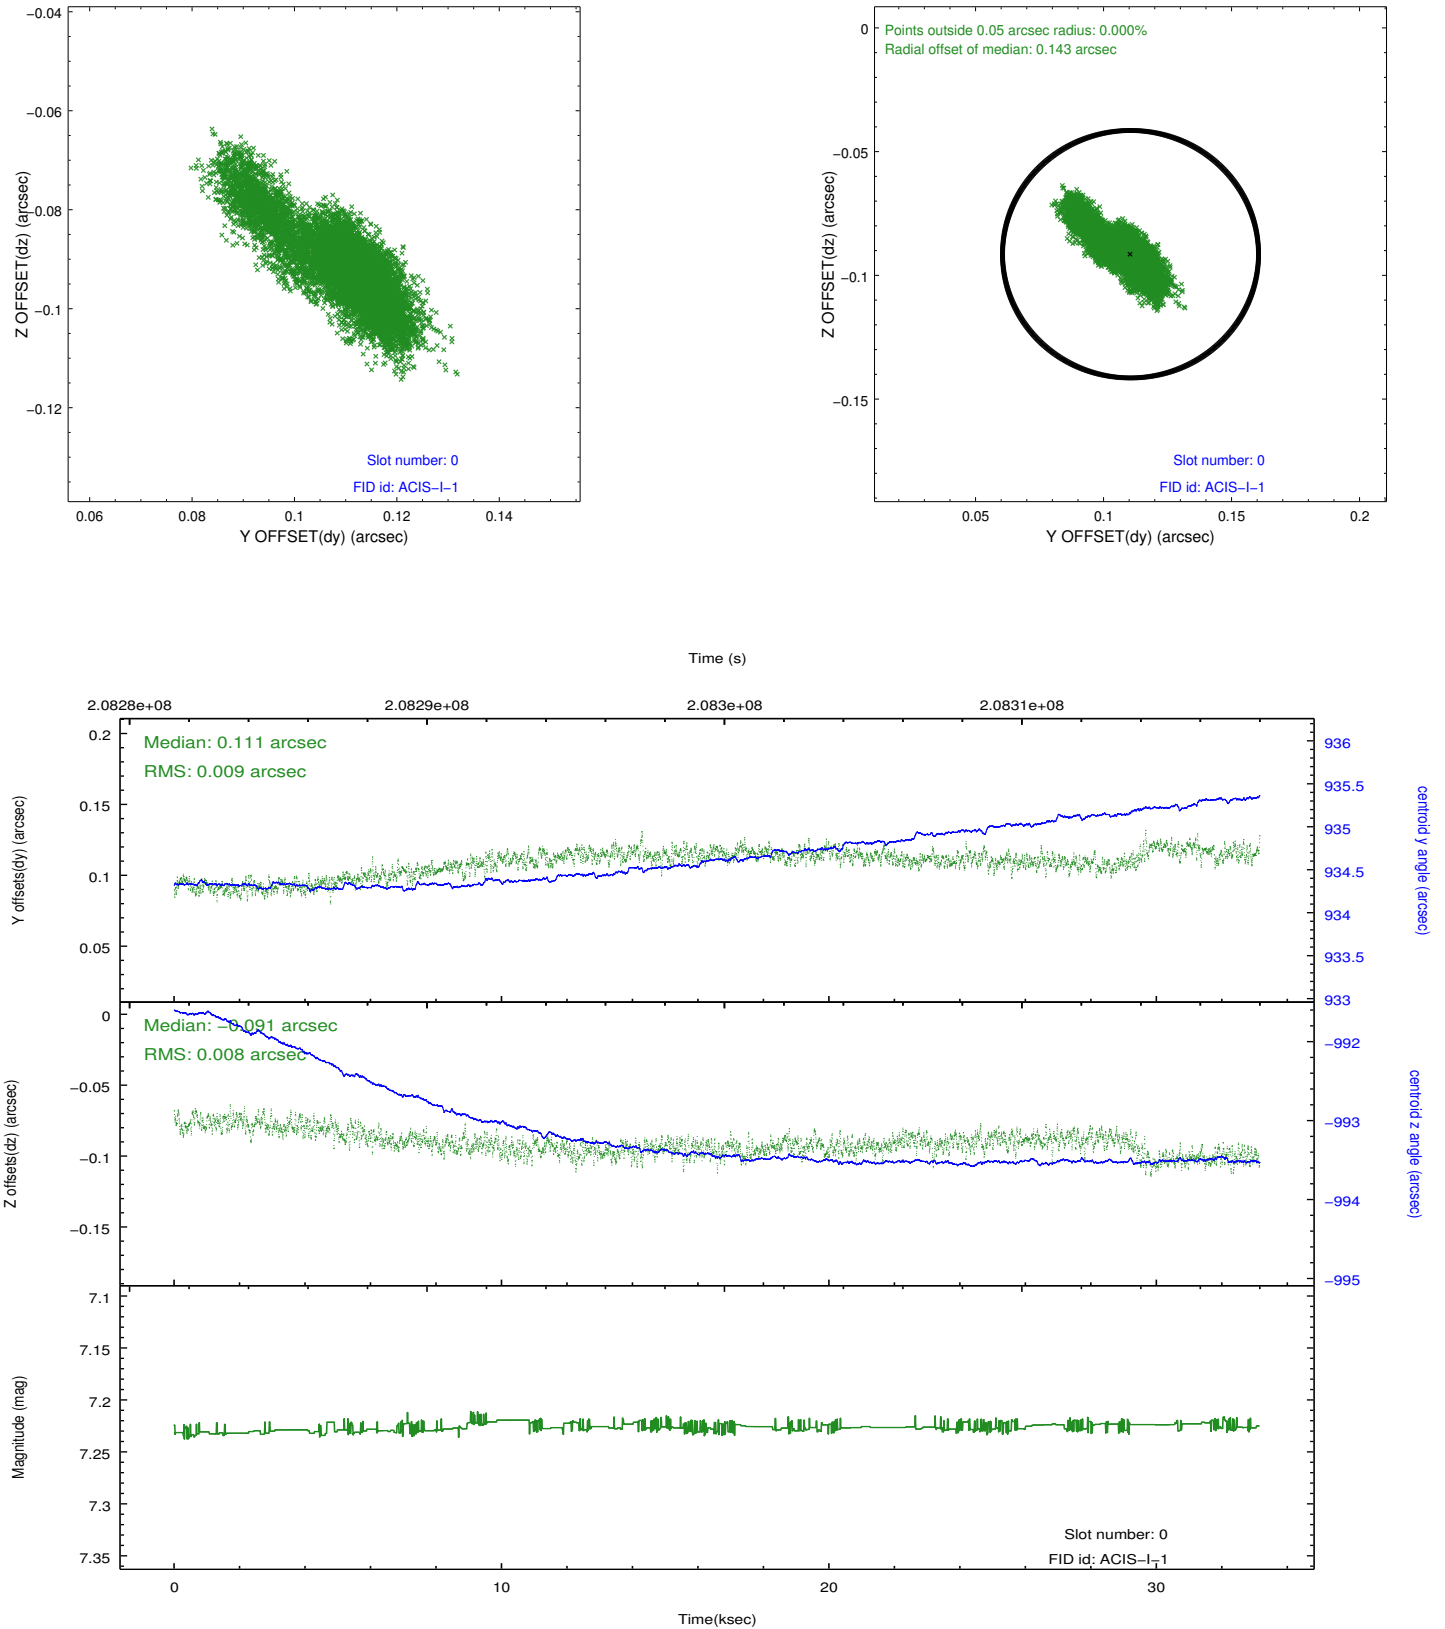 −0.04
−0.06
−0.08
−0.1
−0.12
Z OFFSET(dz) (arcsec)
Slot number: 0
FID id: ACIS−I−1
0.06 0.08 0.1 0.12 0.14
Y OFFSET(dy) (arcsec)
Points outside 0.05 arcsec radius: 0.000%
Radial offset of median: 0.143 arcsec
0
−0.05
−0.1
−0.15
Z OFFSET(dz) (arcsec)
Slot number: 0
FID id: ACIS−I−1
0.05 0.1 0.15 0.2
Y OFFSET(dy) (arcsec)
Time (s)
2.0828e+08 2.0829e+08 2.083e+08 2.0831e+08
Median: 0.111 arcsec
RMS: 0.009 arcsec
0.2
0.15
0.1
0.05
Y offsets(dy) (arcsec)
936
935.5
935
934.5
934
933.5
933
centroid y angle (arcsec)
Median: −0.091 arcsec
RMS: 0.008 arcsec
0
−0.05
−0.1
−0.15
Z offsets(dz) (arcsec)
−992
−993
−994
−995
centroid z angle (arcsec)
7.1
7.15
7.2
7.25
7.3
7.35
Magnitude (mag)
Slot number: 0
FID id: ACIS−I−1
0 10 20 30
Time(ksec)